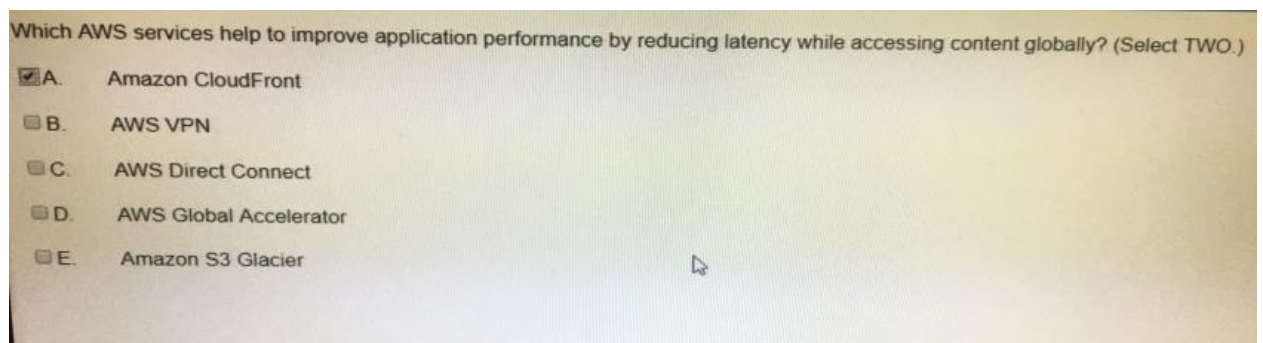 Which AWS services help to improve application performance by reducing latency while accessing content globally? (Select TWO.)
A. Amazon CloudFront
B. AWS VPN
C. AWS Direct Connect
D. AWS Global Accelerator
E. Amazon S3 Glacier